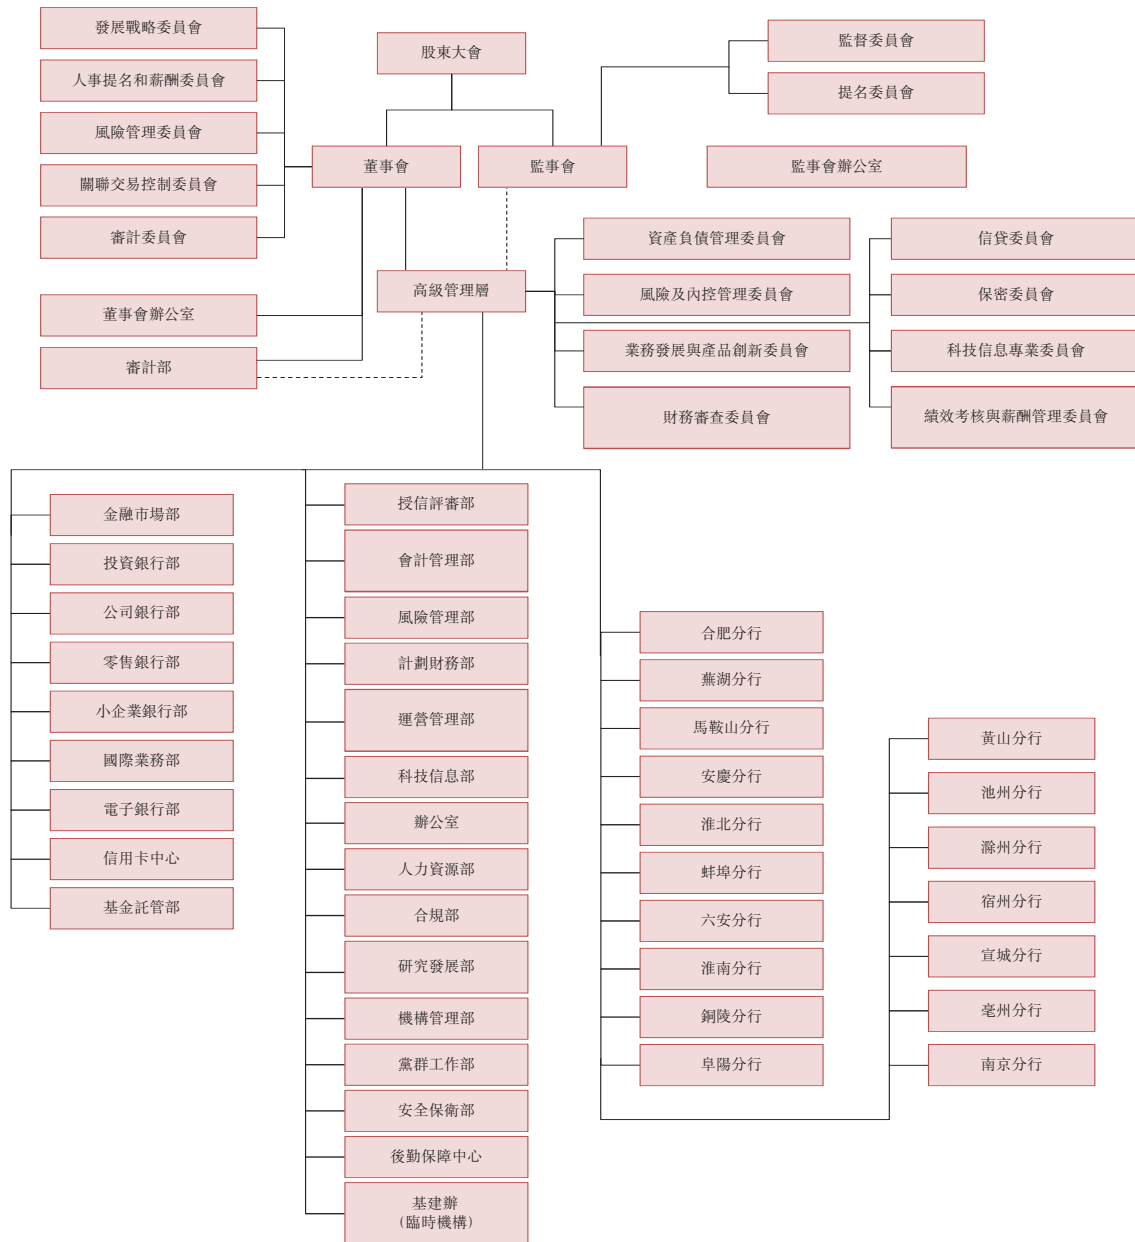 發展戰略委員會
人事提名和薪酬委員會
風險管理委員會
關聯交易控制委員會
審計委員會
董事會辦公室
審計部
股東大會
董事會
監事會
高級管理層
監督委員會
提名委員會
監事會辦公室
資產負債管理委員會
風險及內控管理委員會
業務發展與產品創新委員會
財務審查委員會
信貸委員會
保密委員會
科技信息專業委員會
績效考核與薪酬管理委員會
金融市場部
投資銀行部
公司銀行部
零售銀行部
小企業銀行部
國際業務部
電子銀行部
信用卡中心
基金託管部
授信評審部
會計管理部
風險管理部
計劃財務部
運營管理部
科技信息部
辦公室
人力資源部
合規部
研究發展部
機構管理部
黨群工作部
安全保衛部
後勤保障中心
基建辦
(臨時機構)
合肥分行
蕪湖分行
馬鞍山分行
安慶分行
淮北分行
蚌埠分行
六安分行
淮南分行
銅陵分行
阜陽分行
黃山分行
池州分行
滁州分行
宿州分行
宣城分行
亳州分行
南京分行